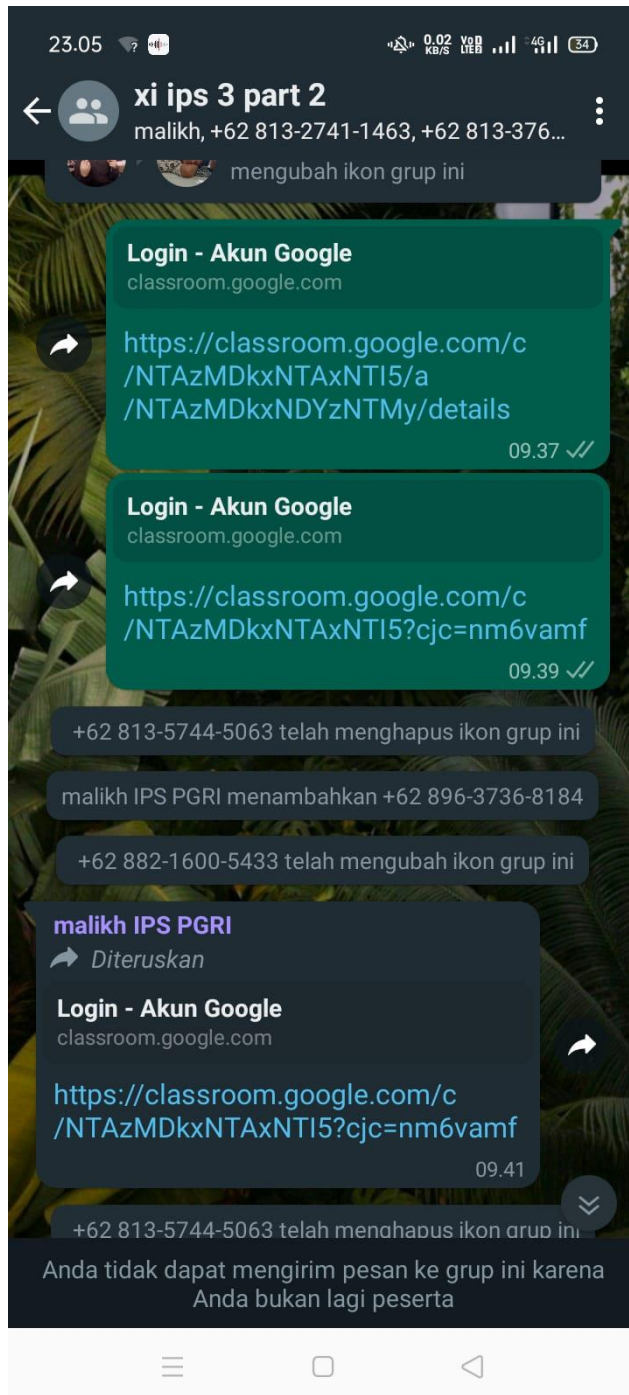 23.05
0.02 KB/S VoD LTE2 4G 34
xi ips 3 part 2
malikh, +62 813-2741-1463, +62 813-376...
mengubah ikon grup ini
Login - Akun Google
classroom.google.com
https://classroom.google.com/c
/NTAzMDkxNTAxNTI5/a
/NTAzMDkxNDYzNTMy/details
09.37
Login - Akun Google
classroom.google.com
https://classroom.google.com/c
/NTAzMDkxNTAxNTI5?cjc=nm6vamf
09.39
+62 813-5744-5063 telah menghapus ikon grup ini
malikh IPS PGRI menambahkan +62 896-3736-8184
+62 882-1600-5433 telah mengubah ikon grup ini
malikh IPS PGRI
Diteruskan
Login - Akun Google
classroom.google.com
https://classroom.google.com/c
/NTAzMDkxNTAxNTI5?cjc=nm6vamf
09.41
+62 813-5744-5063 telah menghapus ikon grup ini
Anda tidak dapat mengirim pesan ke grup ini karena
Anda bukan lagi peserta